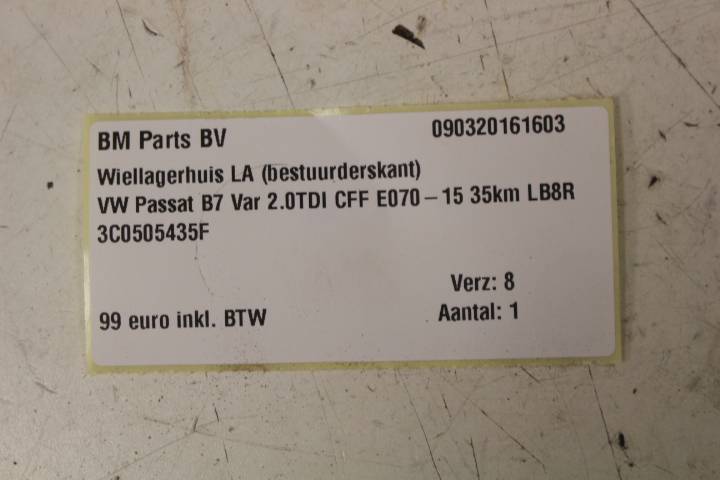 BM Parts BV 090320161603
Wiellagerhuis LA (bestuurderskant)
VW Passat B7 Var 2.0TDI CFF E070 – 15 35km LB8R
3C0505435F
Verz: 8
99 euro inkl. BTW Aantal: 1